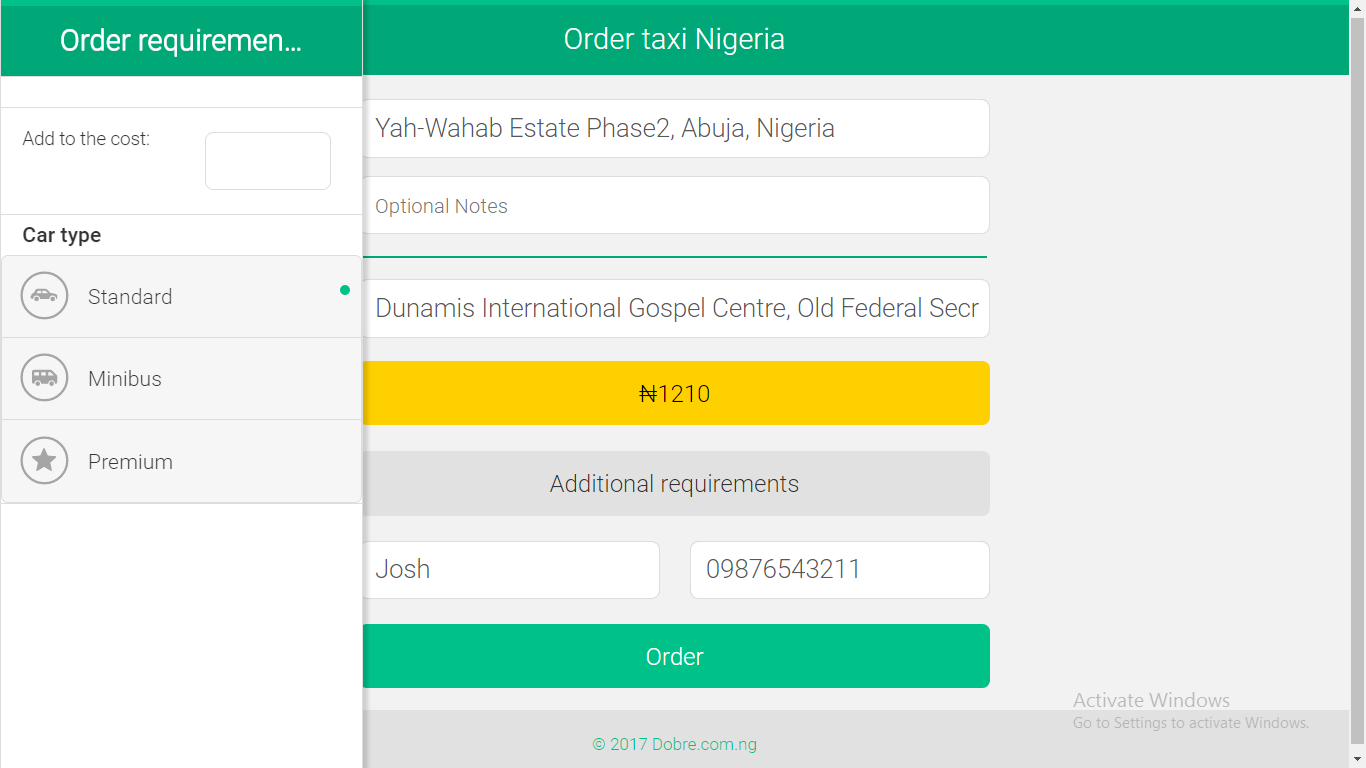 Order requiremen...
Add to the cost:
Car type
Standard
Minibus
Premium
Order taxi Nigeria
Yah-Wahab Estate Phase2, Abuja, Nigeria
Optional Notes
Dunamis International Gospel Centre, Old Federal Secr
₦1210
Additional requirements
Josh
09876543211
Order
© 2017 Dobre.com.ng
Activate Windows
Go to Settings to activate Windows.